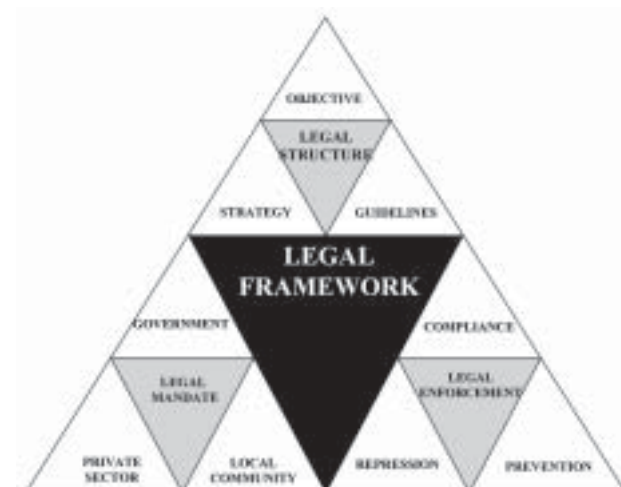 OBJECTIVE
LEGAL
STRUCTURE
STRATEGY
GUIDELINES
LEGAL
FRAMEWORK
GOVERNMENT
COMPLIANCE
LEGAL
MANDATE
LEGAL
ENFORCEMENT
PRIVATE
SECTOR
LOCAL
COMMUNITY
REPRESSION
PREVENTION